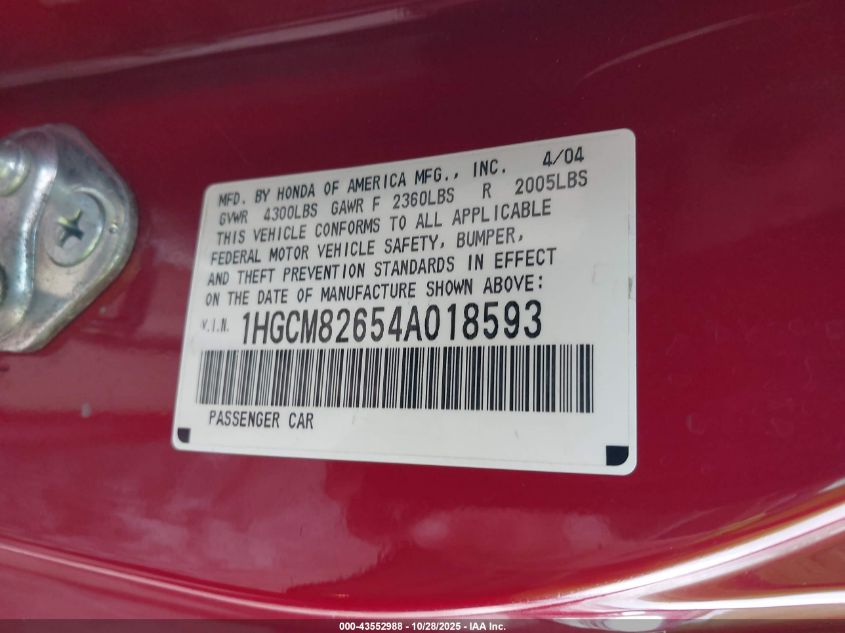 MFD. BY HONDA OF AMERICA MFG., INC. 4/04
GVWR 4300LBS GAWR F 2360LBS R 2005LBS
THIS VEHICLE CONFORMS TO ALL APPLICABLE
FEDERAL MOTOR VEHICLE SAFETY, BUMPER,
AND THEFT PREVENTION STANDARDS IN EFFECT
ON THE DATE OF MANUFACTURE SHOWN ABOVE:
V.I.N. 1HGCM82654A018593
PASSENGER CAR
000-43552988 - 10/28/2025 - IAA Inc.